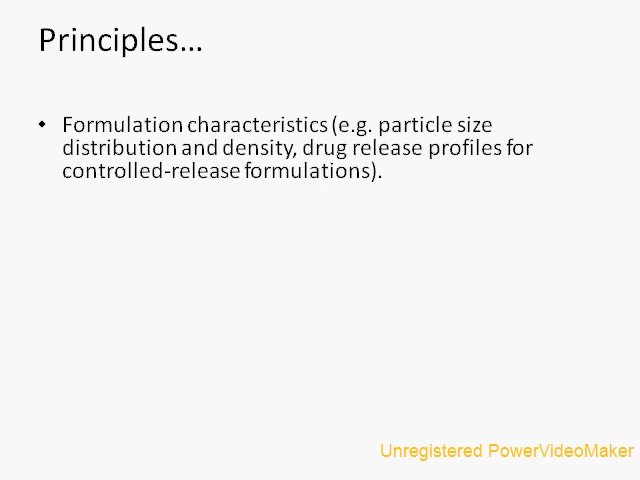 Principles…
• Formulation characteristics (e.g. particle size
distribution and density, drug release profiles for
controlled-release formulations).
Unregistered PowerVideoMaker